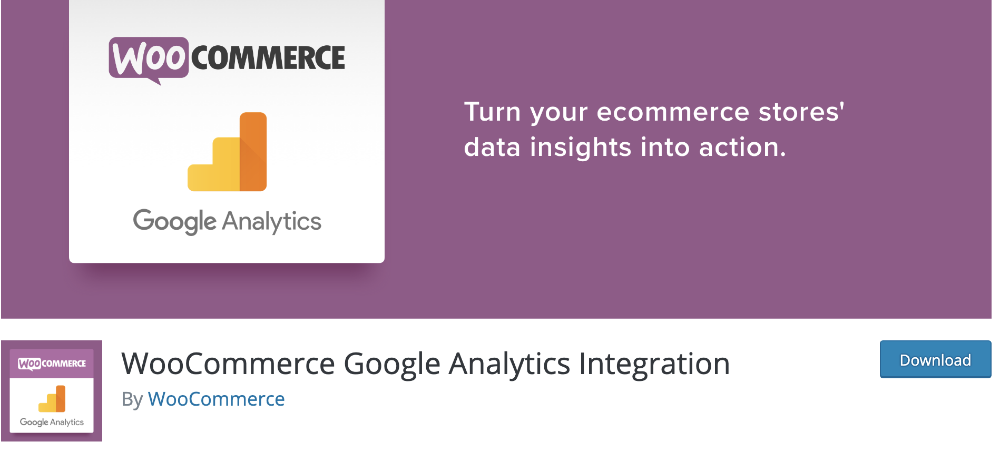 WOOCOMMERCE
Google Analytics
Turn your ecommerce stores'
data insights into action.
WOOCOMMERCE
Google Analytics
WooCommerce Google Analytics Integration
By WooCommerce
Download